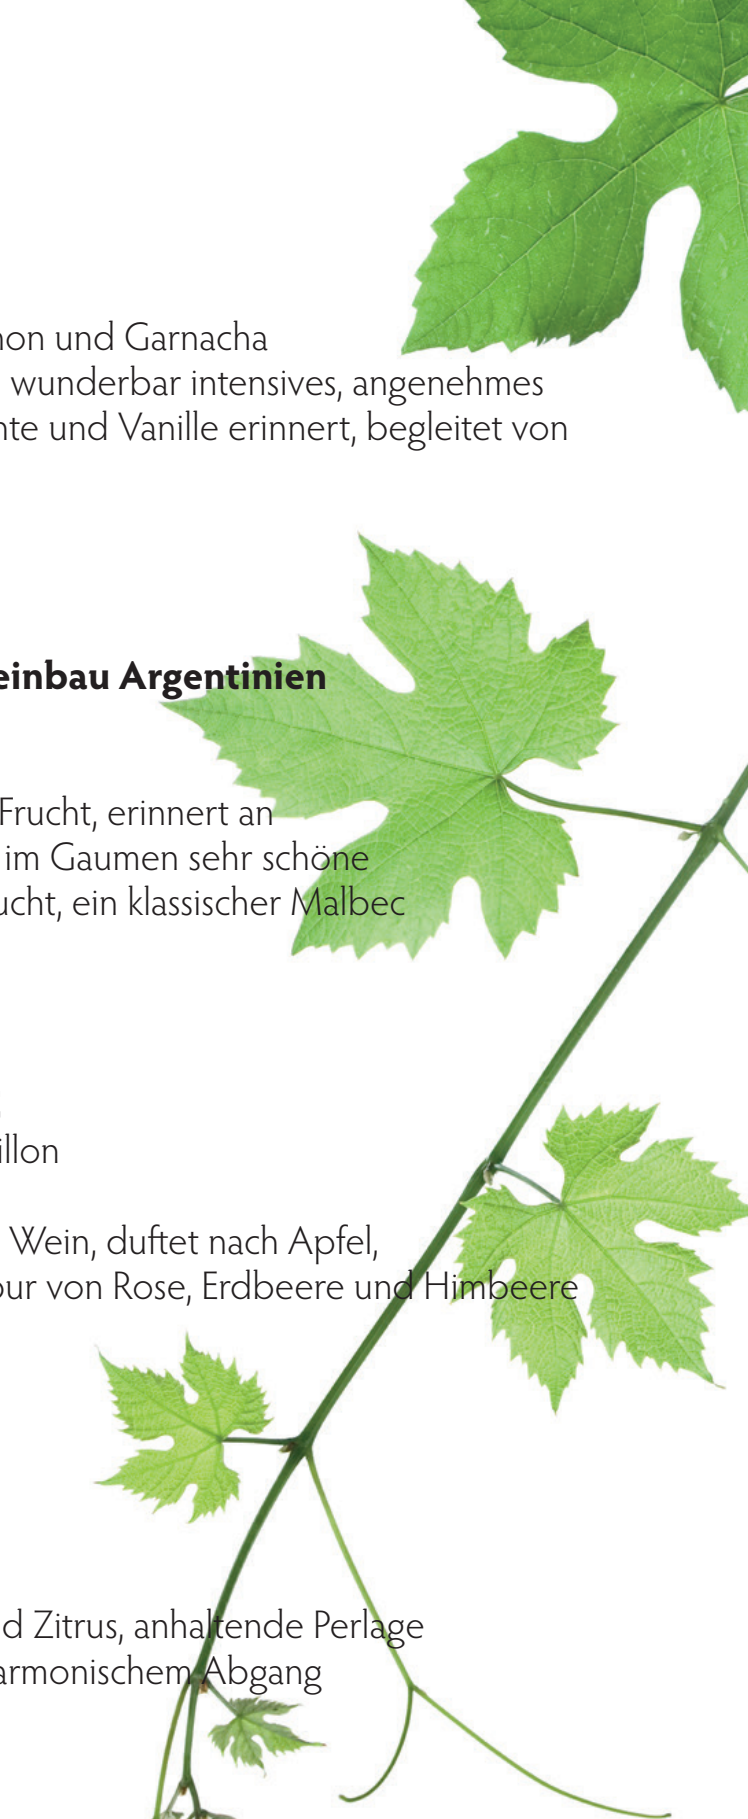 non und Garnacha
wunderbar intensives, angenehmes
nte und Vanille erinnert, begleitet von
einbau Argentinien
Frucht, erinnert an
im Gaumen sehr schöne
ucht, ein klassischer Malbec
illon
Wein, duftet nach Apfel,
our von Rose, Erdbeere und Himbeere
d Zitrus, anhaltende Perlage
armonischem Abgang